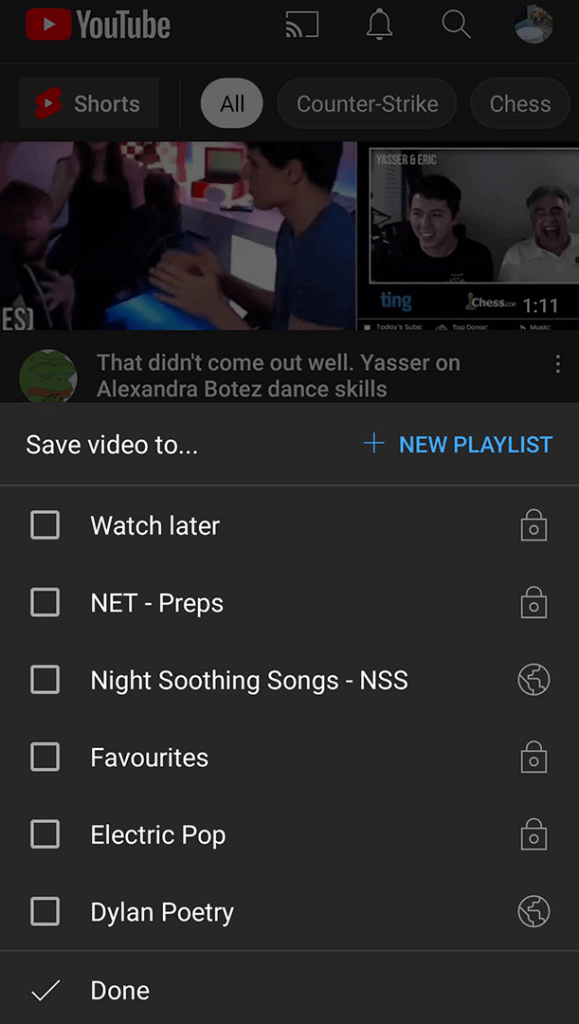 YouTube
Shorts
All
Counter-Strike
Chess
YASSER & ERIC
ES)
ting
Chess.com
1:11
Today's Subs:
Top Donor:
Music:
That didn't come out well. Yasser on
Alexandra Botez dance skills
Save video to...
+ NEW PLAYLIST
Watch later
NET - Preps
Night Soothing Songs - NSS
Favourites
Electric Pop
Dylan Poetry
Done